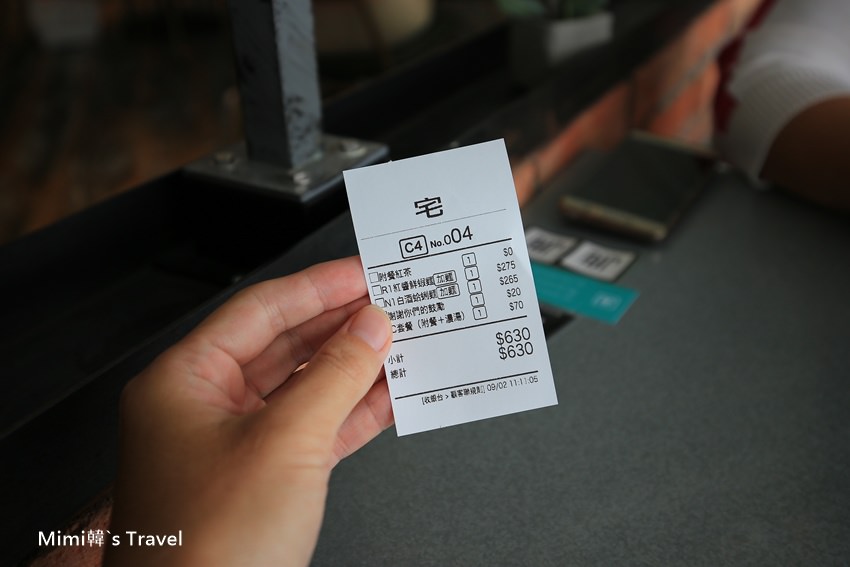 宅
C4 No.004
附餐紅茶 1 $0
R1紅醬鮮蝦 加麵 1 $275
N1白酒蛤蜊 加麵 1 $265
謝謝你們的鼓勵 1 $20
C套餐（附餐＋濃湯） 1 $70
小計 $630
總計 $630
[收銀台 > 顧客聯 09/02 11:11:05
Mimi韓`s Travel